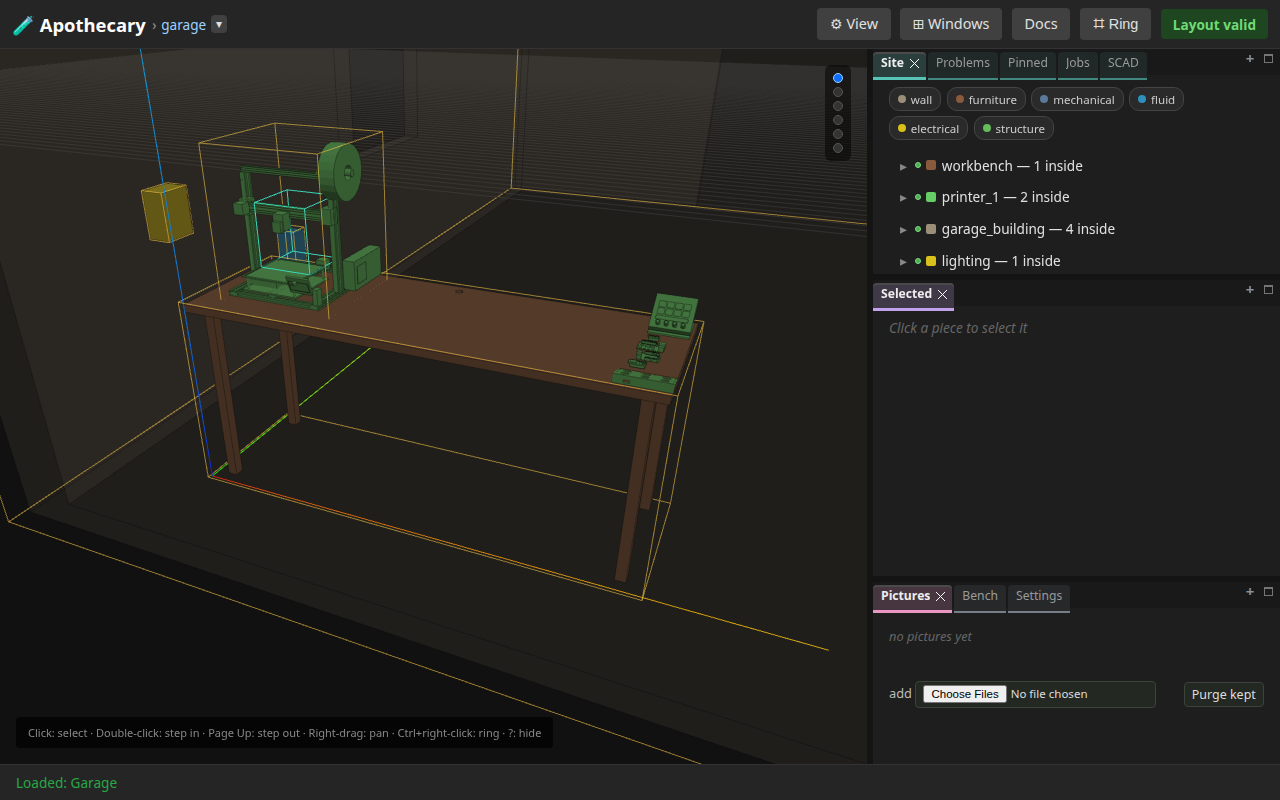 Apothecary › garage ▾
⚙ View
⊞ Windows
Docs
⌗ Ring
Layout valid
Site
Problems
Pinned
Jobs
SCAD
wall
furniture
mechanical
fluid
electrical
structure
workbench — 1 inside
printer_1 — 2 inside
garage_building — 4 inside
lighting — 1 inside
Selected
Click a piece to select it
Pictures
Bench
Settings
no pictures yet
add Choose Files No file chosen
Purge kept
Click: select · Double-click: step in · Page Up: step out · Right-drag: pan · Ctrl+right-click: ring · ?: hide
Loaded: Garage